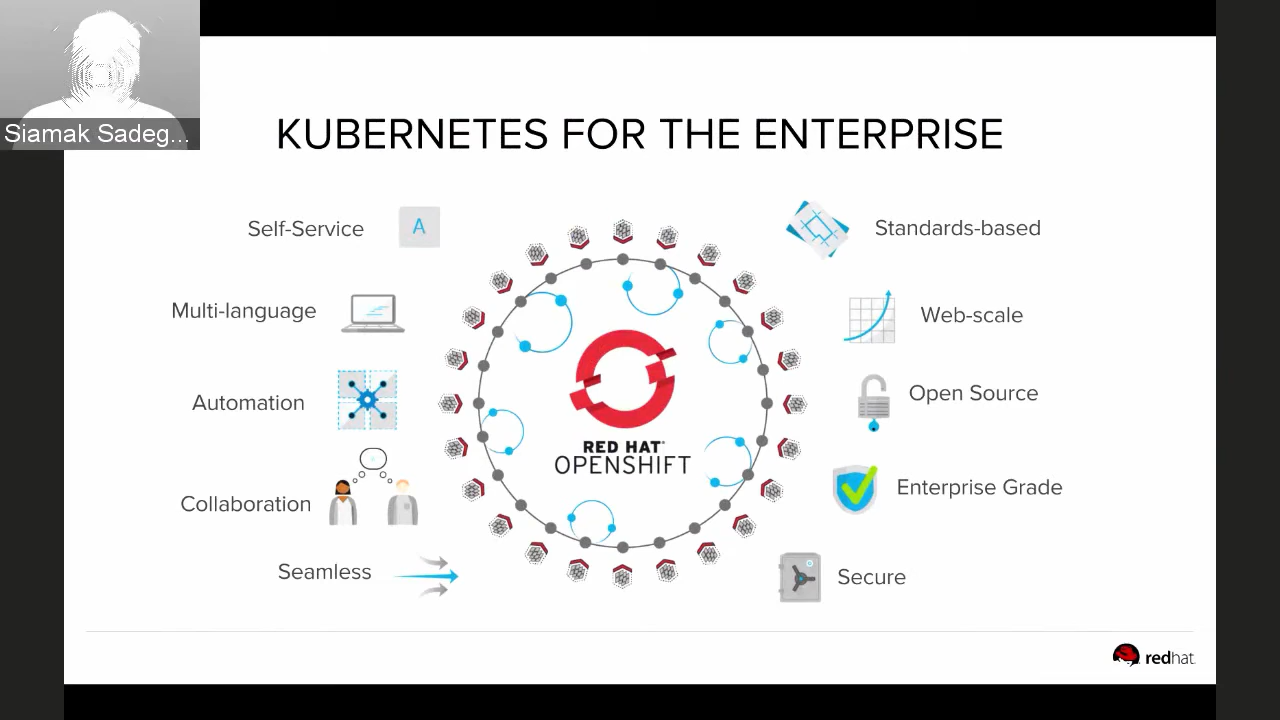 Siamak Sadeg...
KUBERNETES FOR THE ENTERPRISE
Self-Service
A
Multi-language
Automation
Collaboration
Seamless
RED HAT®
OPENSHIFT
Standards-based
Web-scale
Open Source
Enterprise Grade
Secure
redhat.